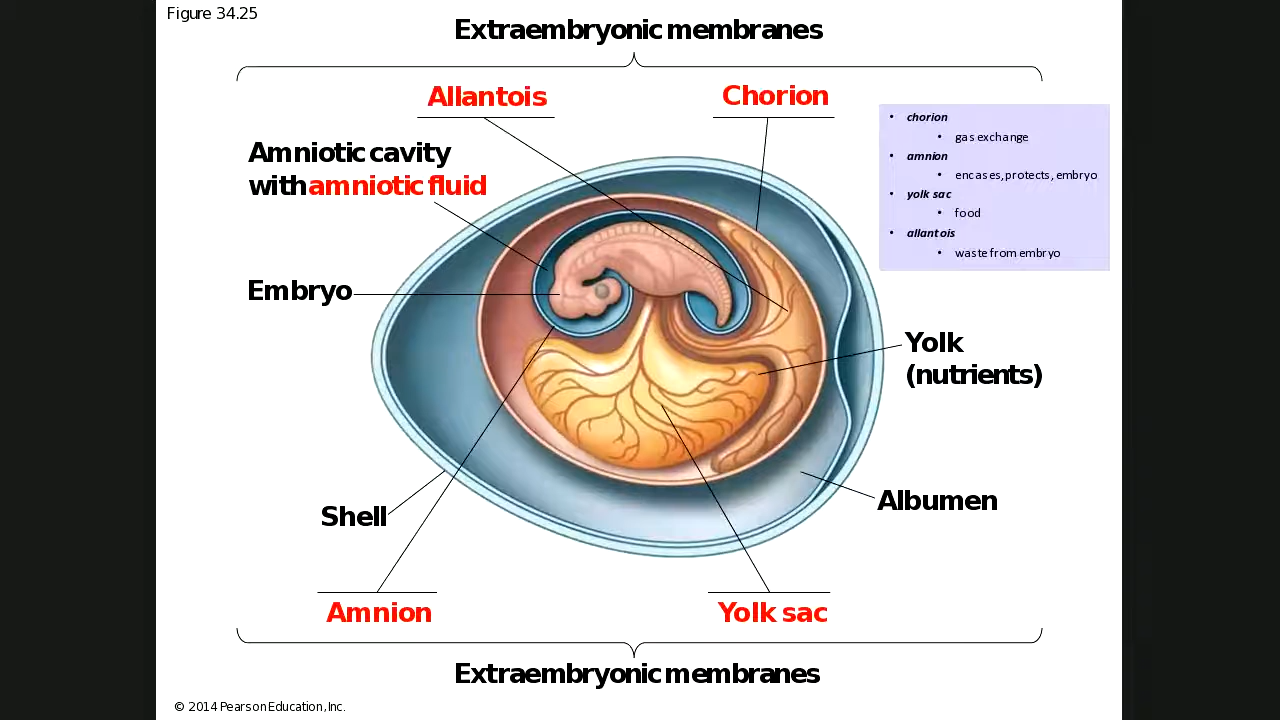 Figure 34.25
Extraembryonic membranes
Allantois
Chorion
Amniotic cavity
with amniotic fluid
• chorion
• gas exchange
• amnion
• encases, protects, embryo
• yolk sac
• food
• allantois
• waste from embryo
Embryo
Yolk
(nutrients)
Shell
Albumen
Amnion
Yolk sac
Extraembryonic membranes
© 2014 Pearson Education, Inc.